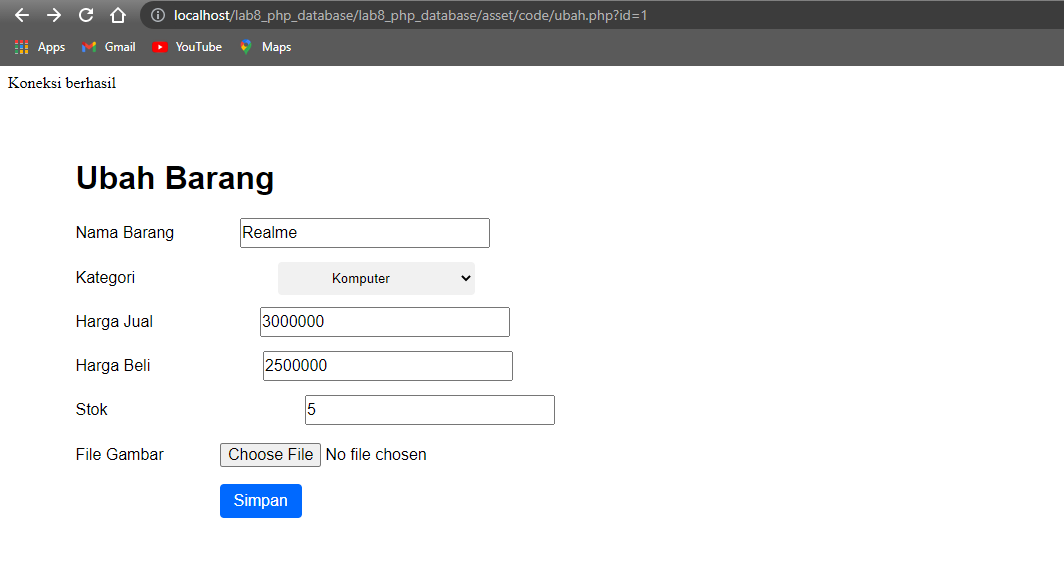 localhost/lab8_php_database/lab8_php_database/asset/code/ubah.php?id=1
Apps Gmail YouTube Maps
Koneksi berhasil
Ubah Barang
Nama Barang Realme
Kategori Komputer
Harga Jual 3000000
Harga Beli 2500000
Stok 5
File Gambar Choose File No file chosen
Simpan